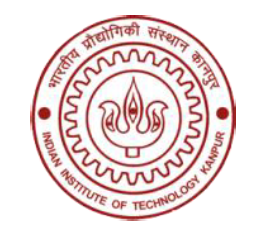 भारतीय प्रौद्योगिकी संस्थान कानपुर
INDIAN INSTITUTE OF TECHNOLOGY KANPUR